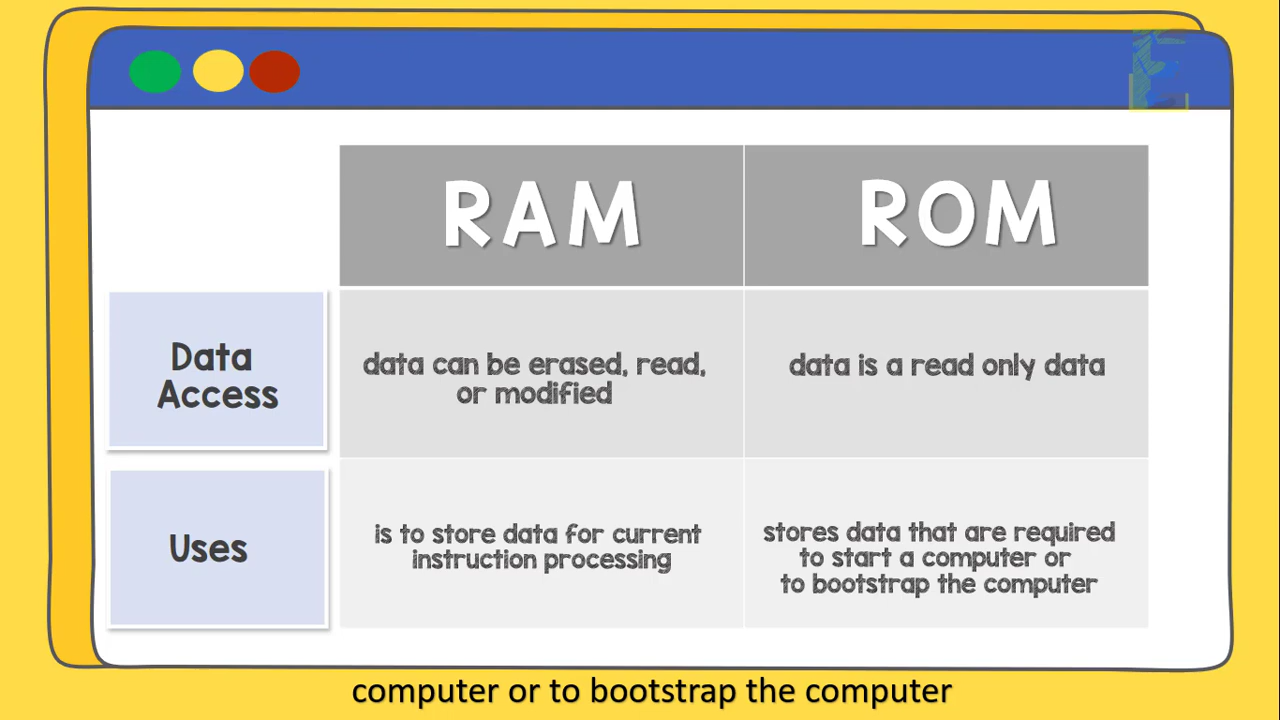 RAM
ROM
Data
Access
data can be erased, read,
or modified
data is a read only data
Uses
is to store data for current
instruction processing
stores data that are required
to start a computer or
to bootstrap the computer
computer or to bootstrap the computer